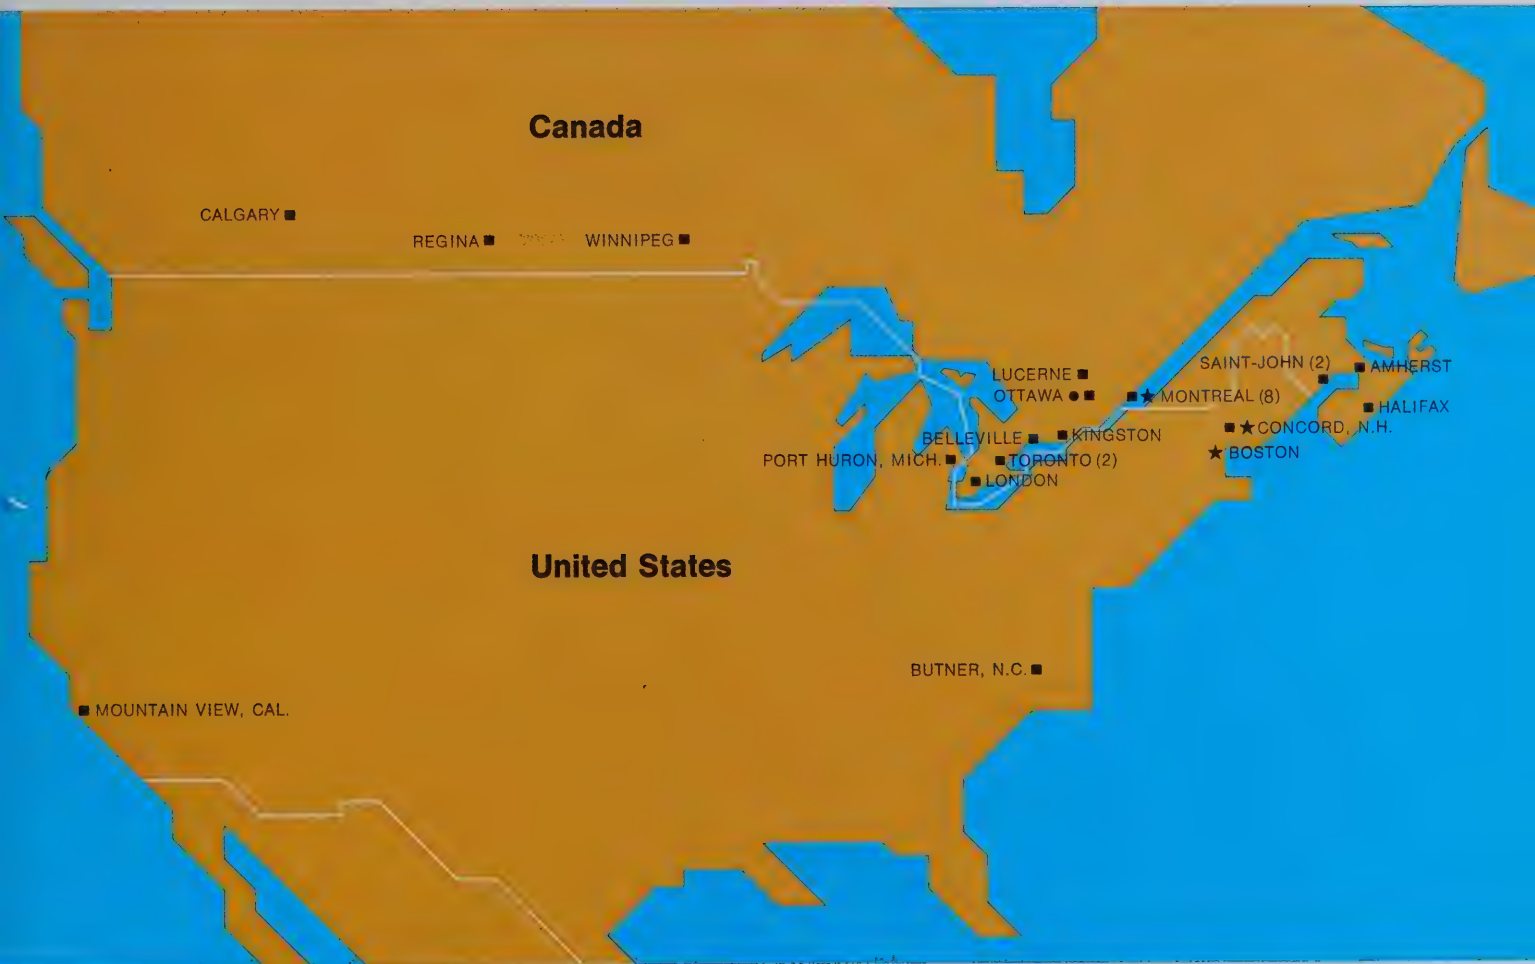 Canada
CALGARY
REGINA
WINNIPEG
SAINT-JOHN (2)
AMHERST
LUCERNE
OTTAWA
MONTREAL (8)
HALIFAX
CONCORD, N.H.
BELLEVILLE
KINGSTON
BOSTON
PORT HURON, MICH.
TORONTO (2)
LONDON
United States
BUTNER, N.C.
MOUNTAIN VIEW, CAL.